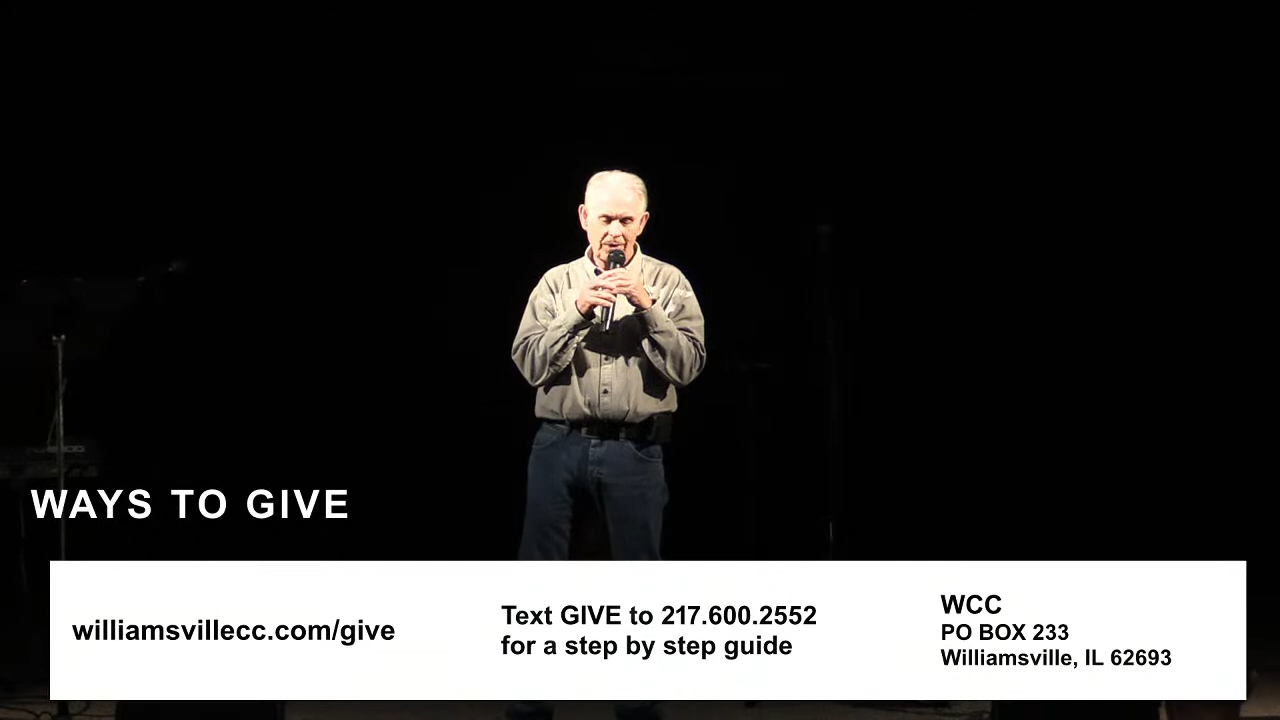 WAYS TO GIVE
williamsvillecc.com/give
Text GIVE to 217.600.2552
for a step by step guide
WCC
PO BOX 233
Williamsville, IL 62693